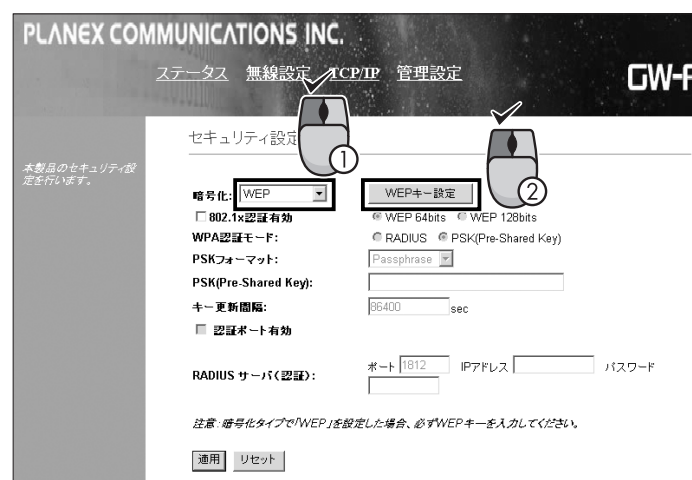 PLANEX COMMUNICATIONS INC.
ステータス 無線設定 TCP/IP 管理設定
セキュリティ設定
本製品のセキュリティ設
定を行います。
①
②
暗号化: WEP WEPキー設定
802.1x認証有効 WEP 64bits WEP 128bits
WPA認証モード: RADIUS PSK(Pre-Shared Key)
PSKフォーマット: Passphrase
PSK(Pre-Shared Key):
キー更新間隔: 86400 sec
認証ポート有効
RADIUS サーバ(認証): ポート 1812 IPアドレス パスワード
注意:暗号化タイプで「WEP」を設定した場合、必ずWEPキーを入力してください。
適用 リセット